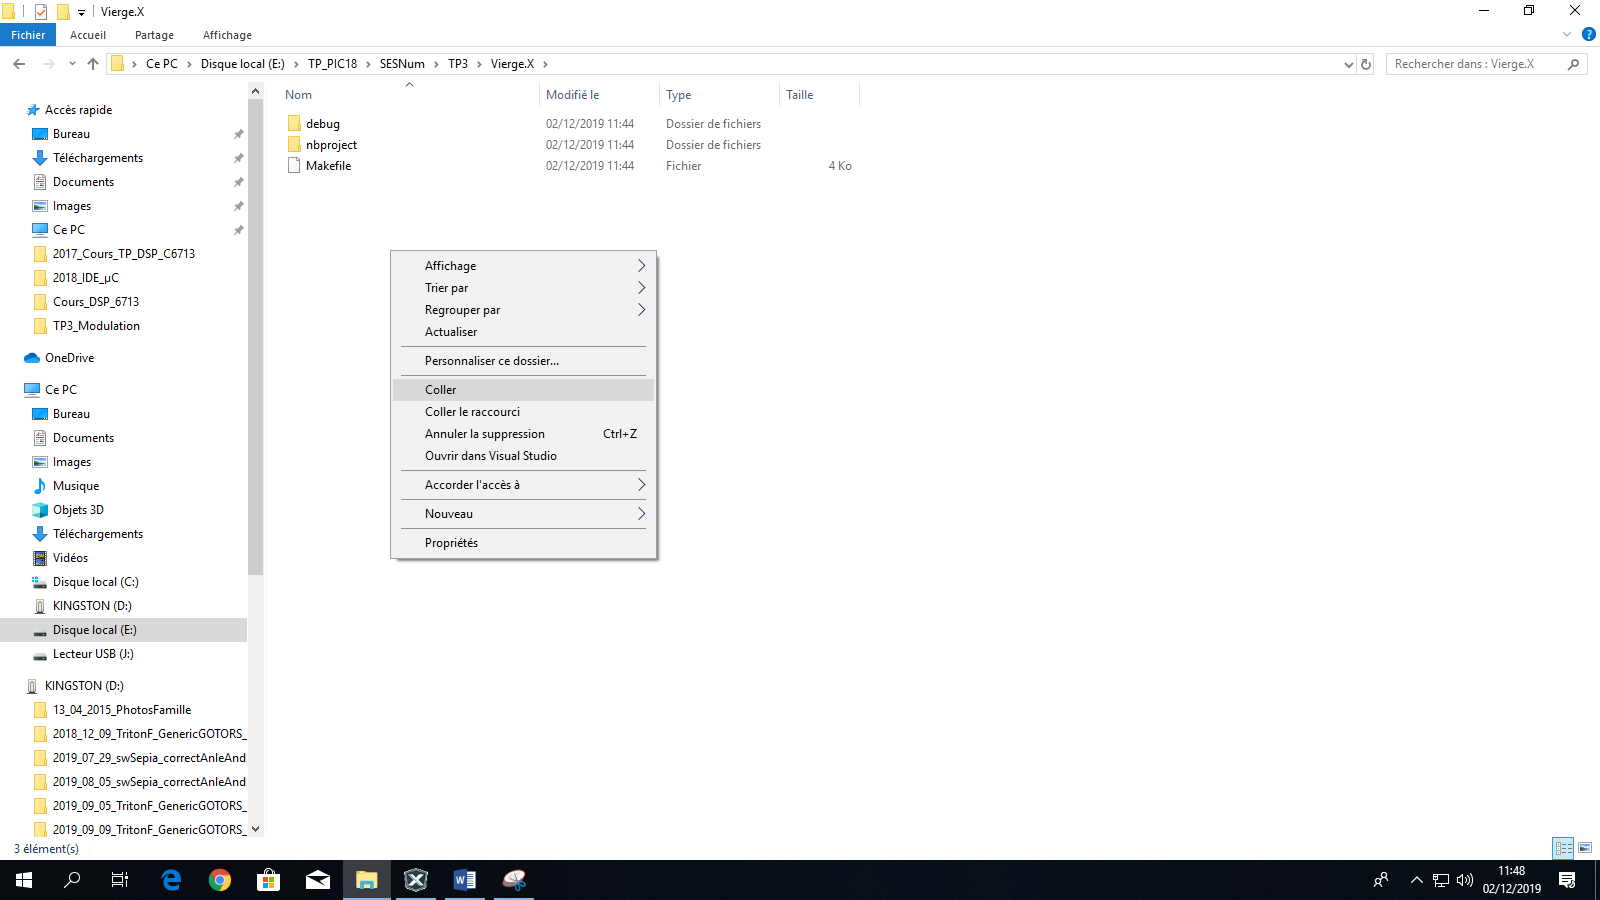 Vierge.X
Fichier Accueil Partage Affichage
Ce PC Disque local (E:) TP_PIC18 SESNum TP3 Vierge.X
Rechercher dans : Vierge.X
Accès rapide
Bureau
Téléchargements
Documents
Images
Ce PC
2017_Cours_TP_DSP_C6713
2018_IDE_µC
Cours_DSP_6713
TP3_Modulation
OneDrive
Ce PC
Bureau
Documents
Images
Musique
Objets 3D
Téléchargements
Vidéos
Disque local (C:)
KINGSTON (D:)
Disque local (E:)
Lecteur USB (J:)
KINGSTON (D:)
13_04_2015_PhotosFamille
2018_12_09_TritonF_GenericGOTORS_
2019_07_29_swSepia_correctAnleAnd
2019_08_05_swSepia_correctAnleAnd
2019_09_05_TritonF_GenericGOTORS_
2019_09_09_TritonF_GenericGOTORS_
Nom Modifié le Type Taille
debug 02/12/2019 11:44 Dossier de fichiers
nbproject 02/12/2019 11:44 Dossier de fichiers
Makefile 02/12/2019 11:44 Fichier 4 Ko
Affichage
Trier par
Regrouper par
Actualiser
Personnaliser ce dossier...
Coller
Coller le raccourci
Annuler la suppression Ctrl+Z
Ouvrir dans Visual Studio
Accorder l'accès à
Nouveau
Propriétés
3 élément(s)
11:48
02/12/2019